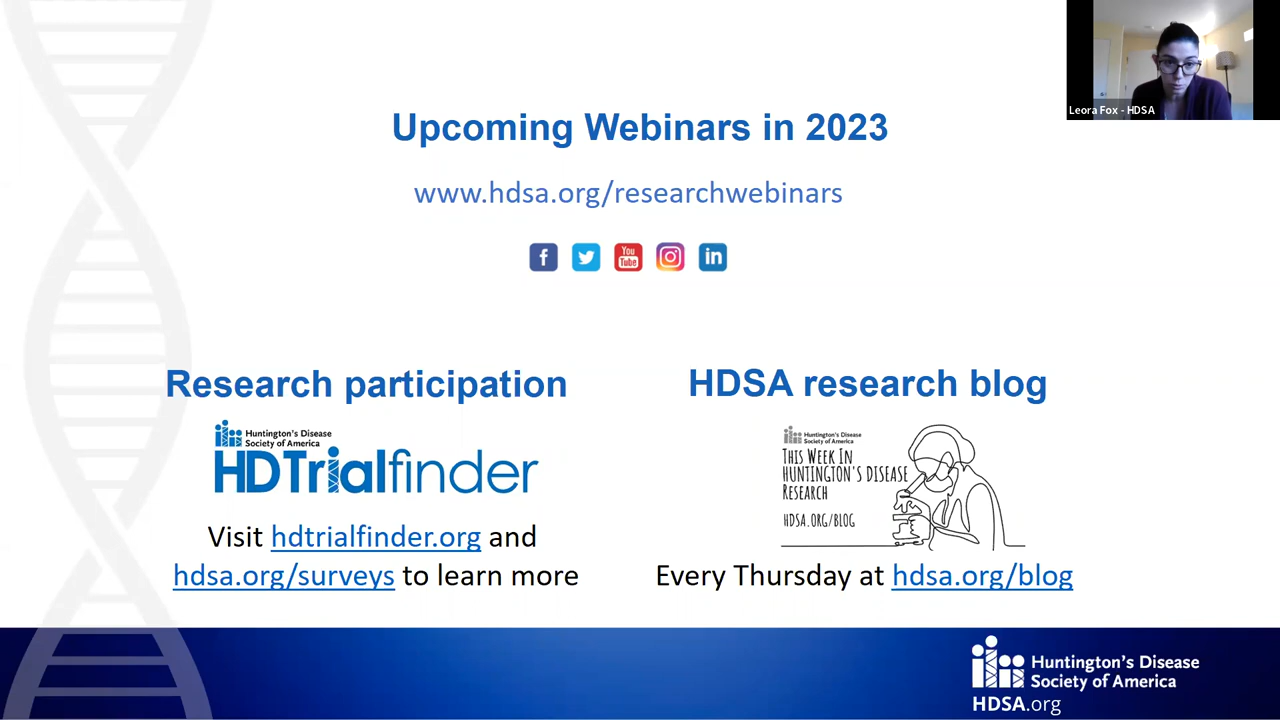 Leora Fox - HDSA
Upcoming Webinars in 2023
www.hdsa.org/researchwebinars
f
You
Tube
in
Research participation
HDSA research blog
Huntington's Disease
Society of America
HDTrialfinder
Visit hdtrialfinder.org and
hdsa.org/surveys to learn more
Huntington's Disease
Society of America
THIS WEEK IN
HUNTINGTON'S DISEASE
RESEARCH
HDSA.ORG/BLOG
Every Thursday at hdsa.org/blog
Huntington's Disease
Society of America
HDSA.org